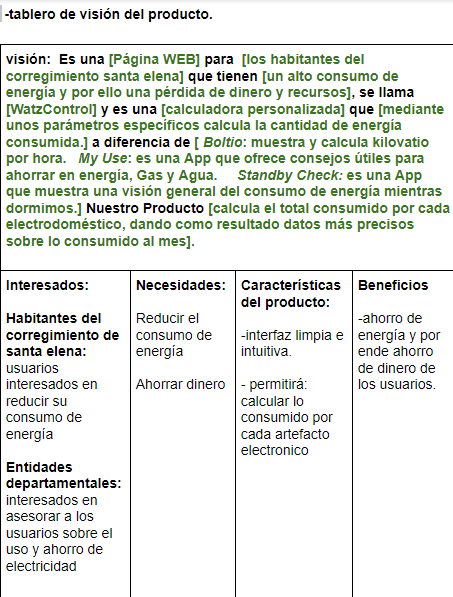 -tablero de visión del producto.
visión:  Es una [Página WEB] para  [los habitantes del
corregimiento santa elena] que tienen [un alto consumo de
energía y por ello una pérdida de dinero y recursos], se llama
[WatzControl] y es una [calculadora personalizada] que [mediante
unos parámetros específicos calcula la cantidad de energía
consumida.] a diferencia de [ Boltio: muestra y calcula kilovatio
por hora.   My Use: es una App que ofrece consejos útiles para
ahorrar en energía, Gas y Agua.     Standby Check: es una App
que muestra una visión general del consumo de energía mientras
dormimos.] Nuestro Producto [calcula el total consumido por cada
electrodoméstico, dando como resultado datos más precisos
sobre lo consumido al mes].
Interesados:
Habitantes del
corregimiento de
santa elena:
usuarios
interesados en
reducir su
consumo de
energía
Entidades
departamentales:
interesados en
asesorar a los
usuarios sobre el
uso y ahorro de
electricidad
Necesidades:
Reducir el
consumo de
energía
Ahorrar dinero
Características
del producto:
-interfaz limpia e
intuitiva.
- permitirá:
calcular lo
consumido por
cada artefacto
electronico
Beneficios
-ahorro de
energía y por
ende ahorro
de dinero de
los usuarios.